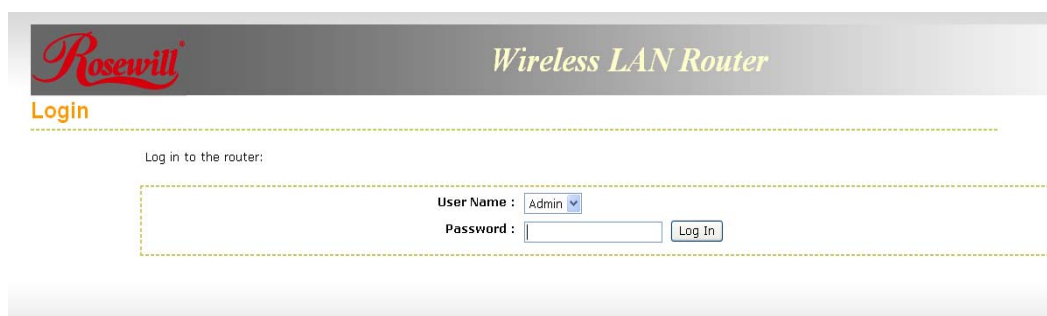 Rosewill
Wireless LAN Router
Login
Log in to the router:
User Name : Admin
Password : Log In